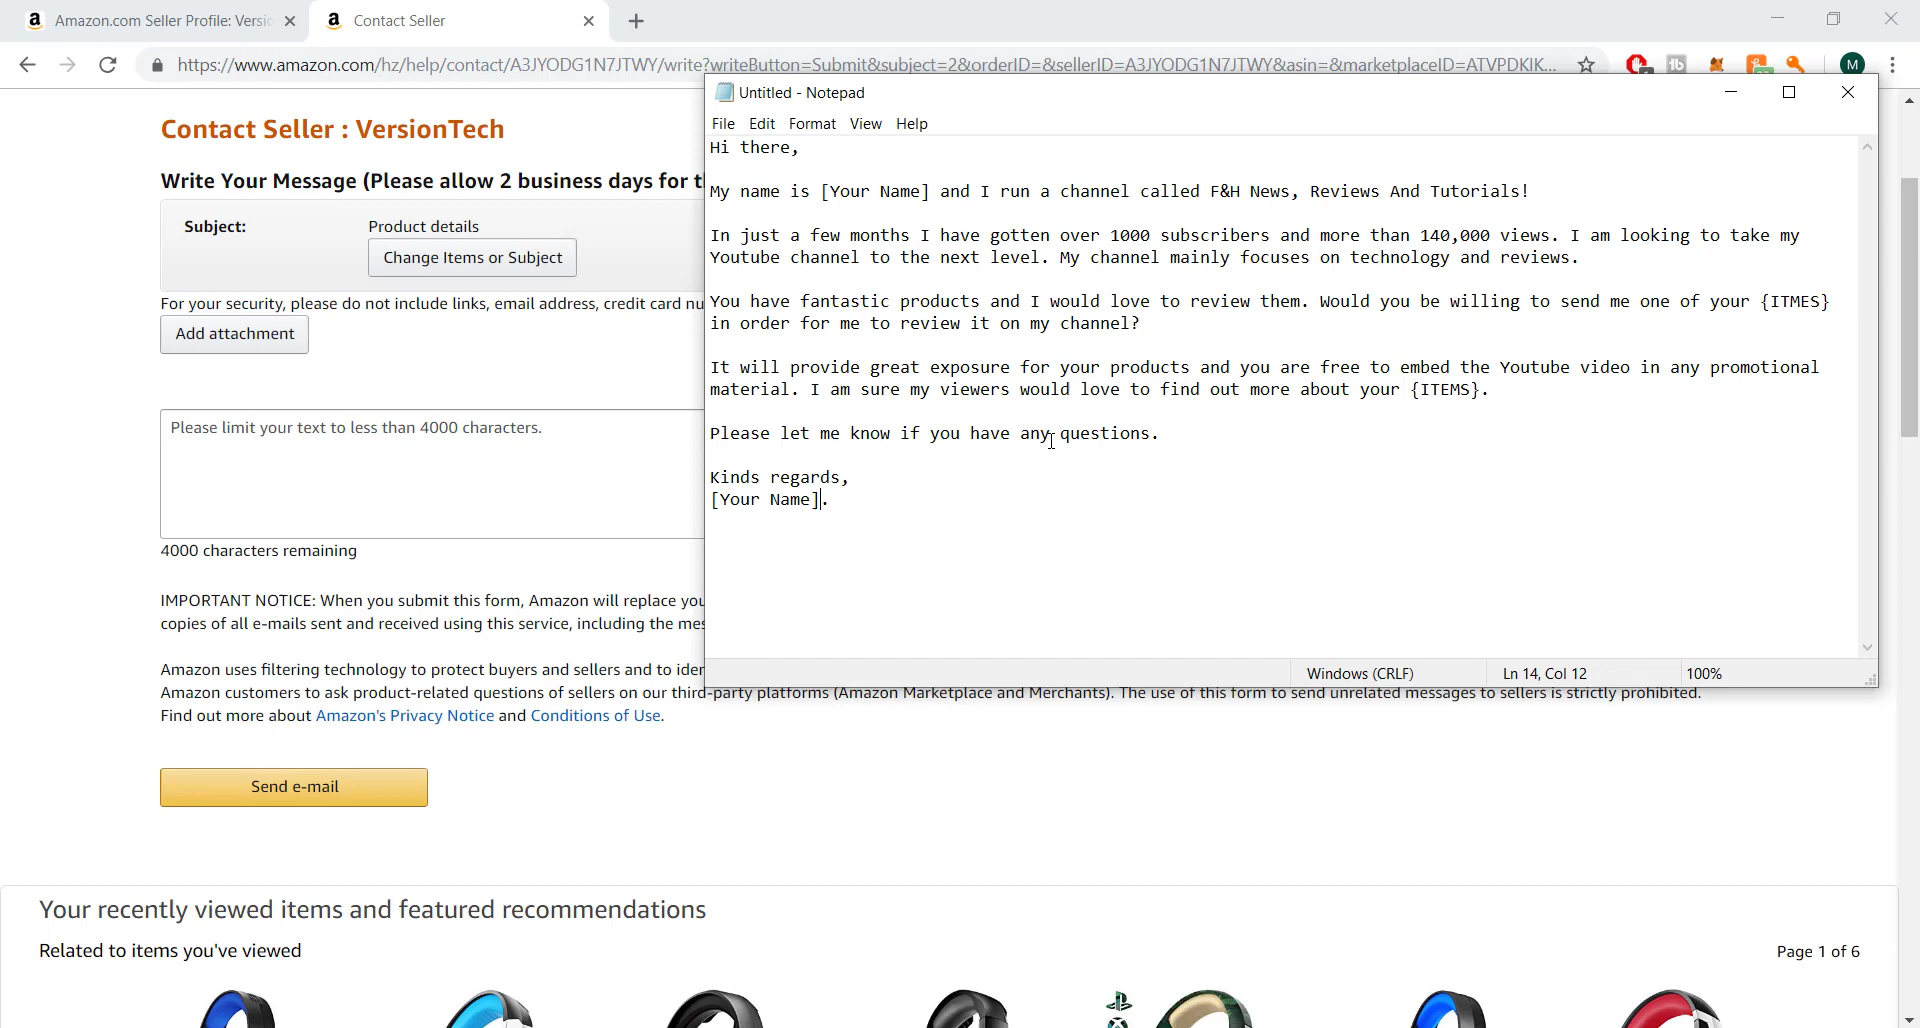 Amazon.com Seller Profile: Versio
Contact Seller
https://www.amazon.com/hz/help/contact/A3JYODG1N7JTWY/write?writeButton=Submit&subject=2&orderID=&sellerID=A3JYODG1N7JTWY&asin=&marketplaceID=ATVPDKIK...
M
Contact Seller : VersionTech
Write Your Message (Please allow 2 business days for t
Subject:
Product details
Change Items or Subject
For your security, please do not include links, email address, credit card nu
Add attachment
Please limit your text to less than 4000 characters.
4000 characters remaining
IMPORTANT NOTICE: When you submit this form, Amazon will replace you
copies of all e-mails sent and received using this service, including the mes
Amazon uses filtering technology to protect buyers and sellers and to iden
Amazon customers to ask product-related questions of sellers on our third-party platforms (Amazon Marketplace and Merchants). The use of this form to send unrelated messages to sellers is strictly prohibited.
Find out more about Amazon's Privacy Notice and Conditions of Use.
Send e-mail
Untitled - Notepad
File Edit Format View Help
Hi there,
My name is [Your Name] and I run a channel called F&H News, Reviews And Tutorials!
In just a few months I have gotten over 1000 subscribers and more than 140,000 views. I am looking to take my
Youtube channel to the next level. My channel mainly focuses on technology and reviews.
You have fantastic products and I would love to review them. Would you be willing to send me one of your {ITMES}
in order for me to review it on my channel?
It will provide great exposure for your products and you are free to embed the Youtube video in any promotional
material. I am sure my viewers would love to find out more about your {ITEMS}.
Please let me know if you have any questions.
Kinds regards,
[Your Name].
Windows (CRLF)
Ln 14, Col 12
100%
Your recently viewed items and featured recommendations
Related to items you've viewed
Page 1 of 6